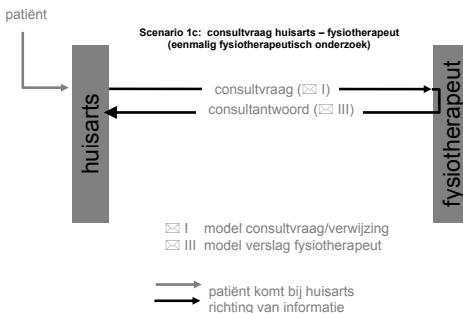 patiënt
Scenario 1c: consultvraag huisarts – fysiotherapeut
(eenmalig fysiotherapeutisch onderzoek)
huisarts
consultvraag (✉ I)
consultantwoord (✉ III)
fysiotherapeut
✉ I model consultvraag/verwijzing
✉ III model verslag fysiotherapeut
patiënt komt bij huisarts
richting van informatie